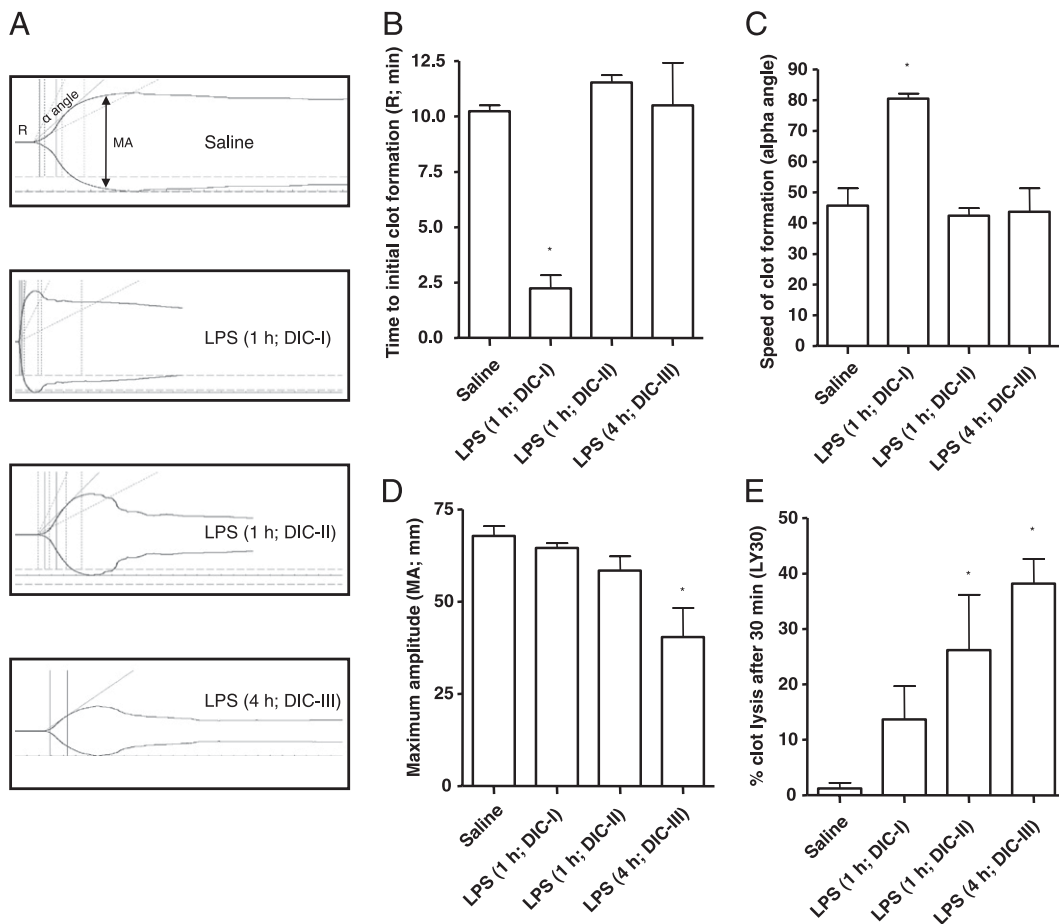 A
R
α angle
MA
Saline
LPS (1 h; DIC-I)
LPS (1 h; DIC-II)
LPS (4 h; DIC-III)
B
Time to initial clot formation (R; min)
12.5
10.0
7.5
5.0
2.5
0.0
*
Saline
LPS (1 h; DIC-I)
LPS (1 h; DIC-II)
LPS (4 h; DIC-III)
C
Speed of clot formation (alpha angle)
90
80
70
60
50
40
30
20
10
0
*
Saline
LPS (1 h; DIC-I)
LPS (1 h; DIC-II)
LPS (4 h; DIC-III)
D
Maximum amplitude (MA; mm)
75
50
25
0
*
Saline
LPS (1 h; DIC-I)
LPS (1 h; DIC-II)
LPS (4 h; DIC-III)
E
% clot lysis after 30 min (LY30)
50
40
30
20
10
0
*
*
Saline
LPS (1 h; DIC-I)
LPS (1 h; DIC-II)
LPS (4 h; DIC-III)